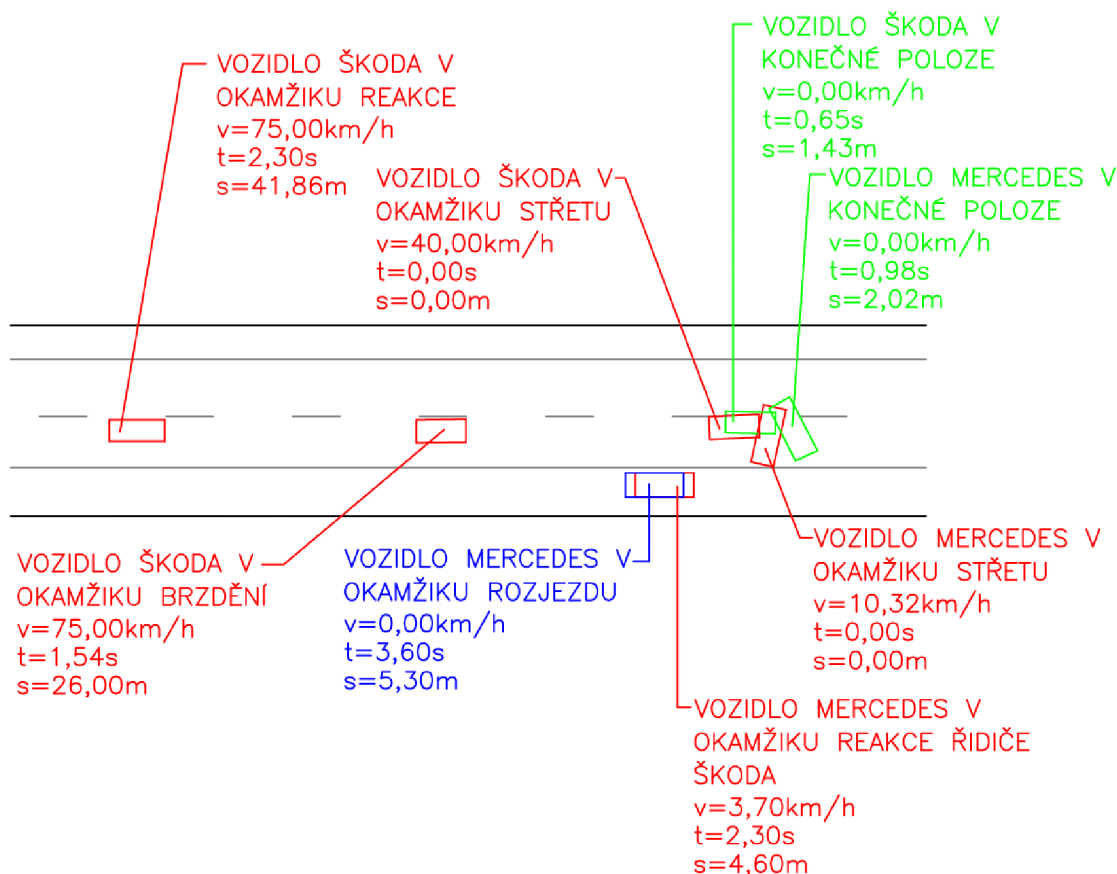 VOZIDLO ŠKODA V
OKAMŽIKU REAKCE
v=75,00km/h
t=2,30s
s=41,86m
VOZIDLO ŠKODA V
OKAMŽIKU STŘETU
v=40,00km/h
t=0,00s
s=0,00m
VOZIDLO ŠKODA V
KONEČNÉ POLOZE
v=0,00km/h
t=0,65s
s=1,43m
VOZIDLO MERCEDES V
KONEČNÉ POLOZE
v=0,00km/h
t=0,98s
s=2,02m
VOZIDLO ŠKODA V
OKAMŽIKU BRZDĚNÍ
v=75,00km/h
t=1,54s
s=26,00m
VOZIDLO MERCEDES V
OKAMŽIKU ROZJEZDU
v=0,00km/h
t=3,60s
s=5,30m
VOZIDLO MERCEDES V
OKAMŽIKU STŘETU
v=10,32km/h
t=0,00s
s=0,00m
VOZIDLO MERCEDES V
OKAMŽIKU REAKCE ŘIDIČE
ŠKODA
v=3,70km/h
t=2,30s
s=4,60m